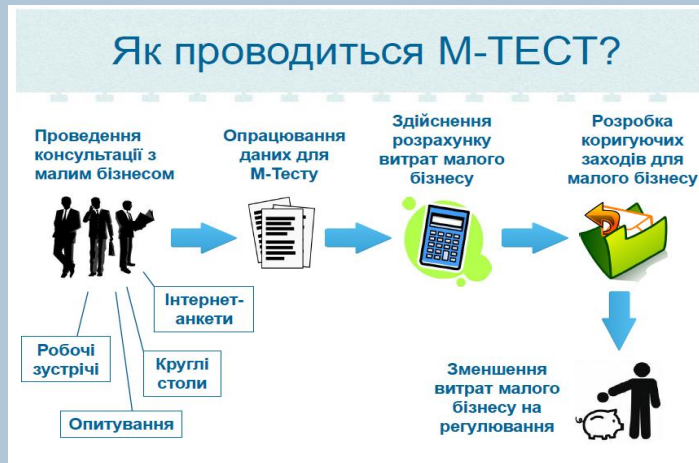 Як проводиться М-ТЕСТ?
Проведення
консультації з
малим бізнесом
Опрацювання
даних для
М-Тесту
Здійснення
розрахунку
витрат малого
бізнесу
Розробка
коригуючих
заходів для
малого бізнесу
Інтернет-
анкети
Робочі
зустрічі
Круглі
столи
Опитування
Зменшення
витрат малого
бізнесу на
регулювання